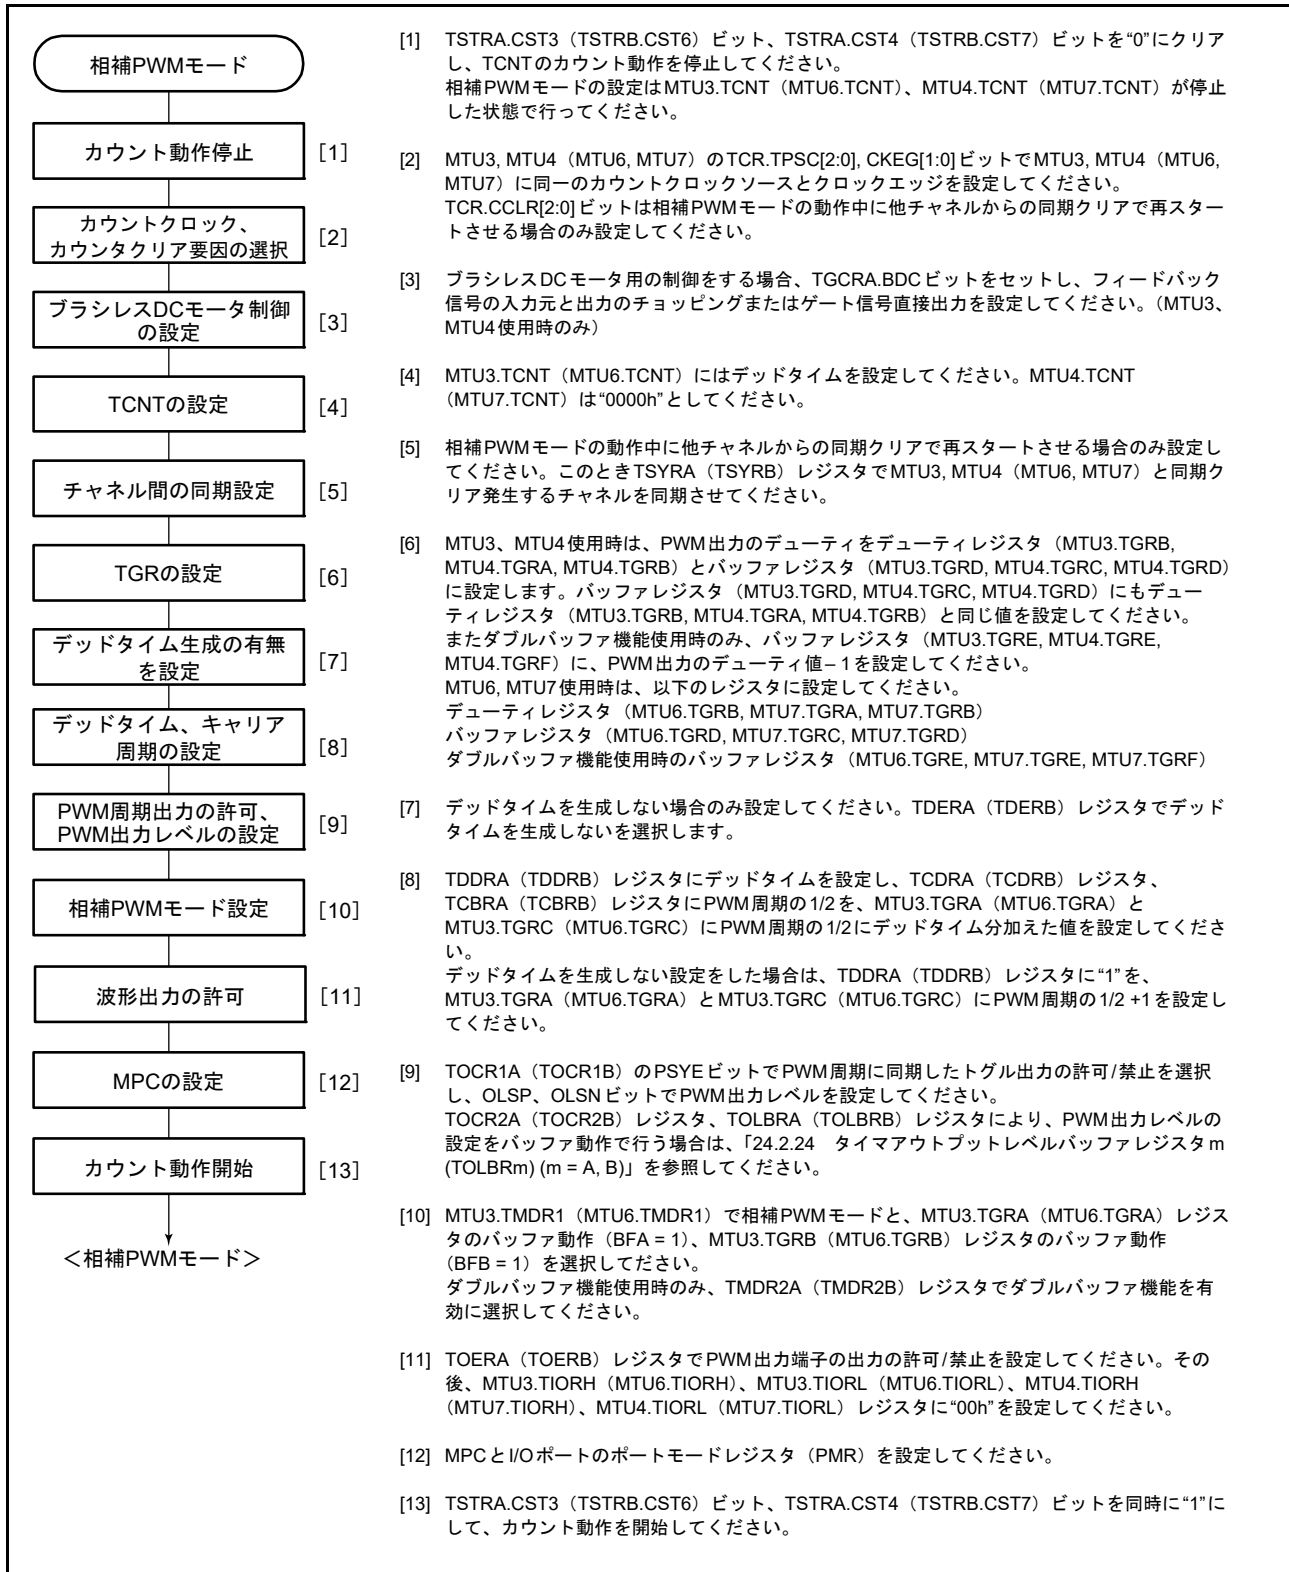 相補PWMモード
カウント動作停止
[1]
カウントクロック、
カウンタクリア要因の選択
[2]
ブラシレスDCモータ制御
の設定
[3]
TCNTの設定
[4]
チャネル間の同期設定
[5]
TGRの設定
[6]
デッドタイム生成の有無
を設定
[7]
デッドタイム、キャリア
周期の設定
[8]
PWM周期出力の許可、
PWM出力レベルの設定
[9]
相補PWMモード設定
[10]
波形出力の許可
[11]
MPCの設定
[12]
カウント動作開始
[13]
＜相補PWMモード＞
[1] TSTRA.CST3（TSTRB.CST6）ビット、TSTRA.CST4（TSTRB.CST7）ビットを“0”にクリア
し、TCNTのカウント動作を停止してください。
相補PWMモードの設定はMTU3.TCNT（MTU6.TCNT）、MTU4.TCNT（MTU7.TCNT）が停止
した状態で行ってください。
[2] MTU3, MTU4（MTU6, MTU7）のTCR.TPSC[2:0], CKEG[1:0]ビットでMTU3, MTU4（MTU6,
MTU7）に同一のカウントクロックソースとクロックエッジを設定してください。
TCR.CCLR[2:0]ビットは相補PWMモードの動作中に他チャネルからの同期クリアで再スター
トさせる場合のみ設定してください。
[3] ブラシレスDCモータ用の制御をする場合、TGCRA.BDCビットをセットし、フィードバック
信号の入力元と出力のチョッピングまたはゲート信号直接出力を設定してください。（MTU3、
MTU4使用時のみ）
[4] MTU3.TCNT（MTU6.TCNT）にはデッドタイムを設定してください。MTU4.TCNT
（MTU7.TCNT）は“0000h”としてください。
[5] 相補PWMモードの動作中に他チャネルからの同期クリアで再スタートさせる場合のみ設定し
てください。このときTSYRA（TSYRB）レジスタでMTU3, MTU4（MTU6, MTU7）と同期ク
リア発生するチャネルを同期させてください。
[6] MTU3、MTU4使用時は、PWM出力のデューティをデューティレジスタ（MTU3.TGRB,
MTU4.TGRA, MTU4.TGRB）とバッファレジスタ（MTU3.TGRD, MTU4.TGRC, MTU4.TGRD）
に設定します。バッファレジスタ（MTU3.TGRD, MTU4.TGRC, MTU4.TGRD）にもデュー
ティレジスタ（MTU3.TGRB, MTU4.TGRA, MTU4.TGRB）と同じ値を設定してください。
またダブルバッファ機能使用時のみ、バッファレジスタ（MTU3.TGRE, MTU4.TGRE,
MTU4.TGRF）に、PWM出力のデューティ値– 1を設定してください。
MTU6, MTU7使用時は、以下のレジスタに設定してください。
デューティレジスタ（MTU6.TGRB, MTU7.TGRA, MTU7.TGRB）
バッファレジスタ（MTU6.TGRD, MTU7.TGRC, MTU7.TGRD）
ダブルバッファ機能使用時のバッファレジスタ（MTU6.TGRE, MTU7.TGRE, MTU7.TGRF）
[7] デッドタイムを生成しない場合のみ設定してください。TDERA（TDERB）レジスタでデッド
タイムを生成しないを選択します。
[8] TDDRA（TDDRB）レジスタにデッドタイムを設定し、TCDRA（TCDRB）レジスタ、
TCBRA（TCBRB）レジスタにPWM周期の1/2を、MTU3.TGRA（MTU6.TGRA）と
MTU3.TGRC（MTU6.TGRC）にPWM周期の1/2にデッドタイム分加えた値を設定してくださ
い。
デッドタイムを生成しない設定をした場合は、TDDRA（TDDRB）レジスタに“1”を、
MTU3.TGRA（MTU6.TGRA）とMTU3.TGRC（MTU6.TGRC）にPWM周期の1/2 +1を設定し
てください。
[9] TOCR1A（TOCR1B）のPSYEビットでPWM周期に同期したトグル出力の許可/禁止を選択
し、OLSP、OLSNビットでPWM出力レベルを設定してください。
TOCR2A（TOCR2B）レジスタ、TOLBRA（TOLBRB）レジスタにより、PWM出力レベルの
設定をバッファ動作で行う場合は、「24.2.24 タイマアウトプットレベルバッファレジスタm
(TOLBRm) (m = A, B)」を参照してください。
[10] MTU3.TMDR1（MTU6.TMDR1）で相補PWMモードと、MTU3.TGRA（MTU6.TGRA）レジス
タのバッファ動作（BFA = 1）、MTU3.TGRB（MTU6.TGRB）レジスタのバッファ動作
（BFB = 1）を選択してださい。
ダブルバッファ機能使用時のみ、TMDR2A（TMDR2B）レジスタでダブルバッファ機能を有
効に選択してください。
[11] TOERA（TOERB）レジスタでPWM出力端子の出力の許可/禁止を設定してください。その
後、MTU3.TIORH（MTU6.TIORH）、MTU3.TIORL（MTU6.TIORL）、MTU4.TIORH
（MTU7.TIORH）、MTU4.TIORL（MTU7.TIORL）レジスタに“00h”を設定してください。
[12] MPCとI/Oポートのポートモードレジスタ（PMR）を設定してください。
[13] TSTRA.CST3（TSTRB.CST6）ビット、TSTRA.CST4（TSTRB.CST7）ビットを同時に“1”に
して、カウント動作を開始してください。